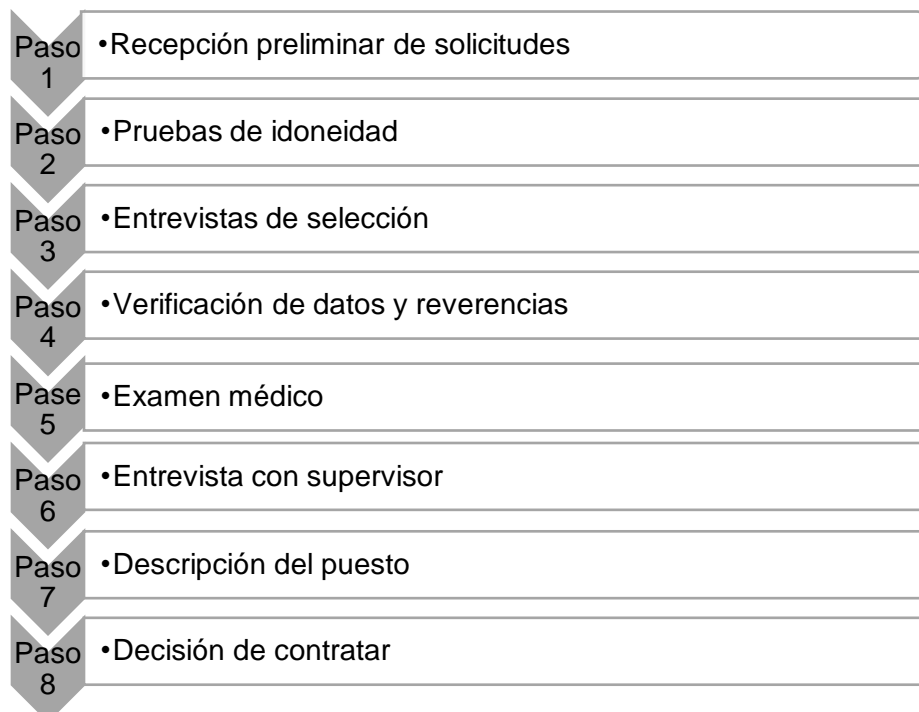 Paso 1
•Recepción preliminar de solicitudes
Paso 2
•Pruebas de idoneidad
Paso 3
•Entrevistas de selección
Paso 4
•Verificación de datos y reverencias
Pase 5
•Examen médico
Paso 6
•Entrevista con supervisor
Paso 7
•Descripción del puesto
Paso 8
•Decisión de contratar